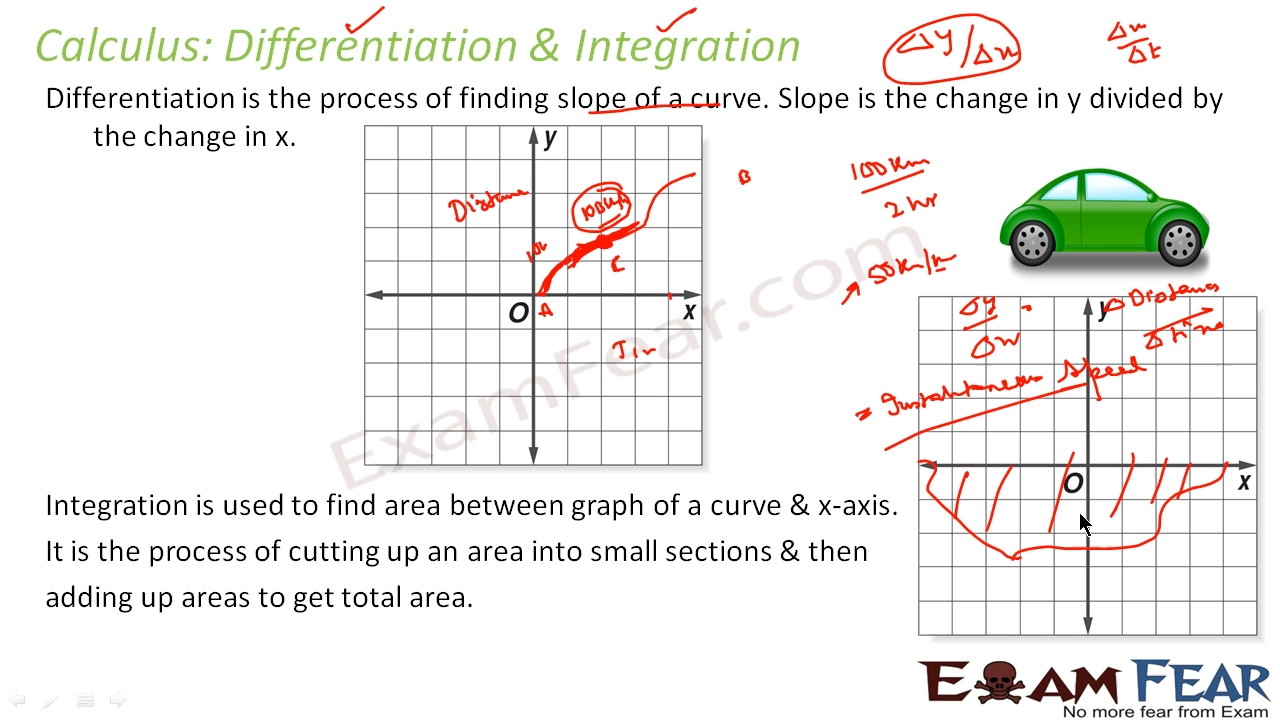 Calculus: Differentiation & Integration
Δy/Δx
Δx/Δt
Differentiation is the process of finding slope of a curve. Slope is the change in y divided by
the change in x.
y
Distance
B
100 Km
2 hr
C
50 Km/hr
O
A
x
y
Δy
Δx
Δ Distance
Δ time
= Instantaneous Speed
ExamFear.com
O
x
Integration is used to find area between graph of a curve & x-axis.
It is the process of cutting up an area into small sections & then
adding up areas to get total area.
EXAM FEAR
No more fear from Exam